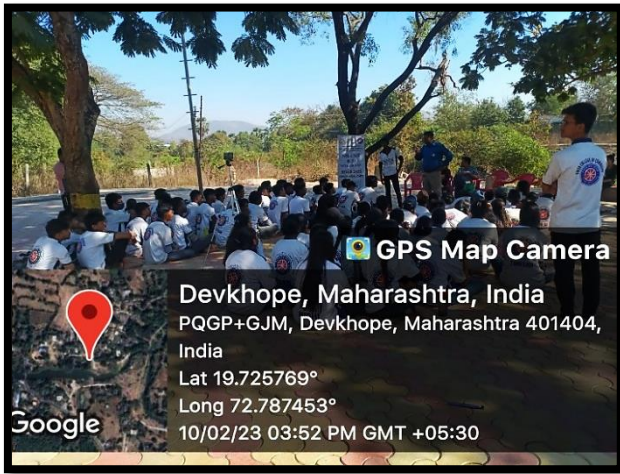 GPS Map Camera
Devkhope, Maharashtra, India
PQGP+GJM, Devkhope, Maharashtra 401404,
India
Lat 19.725769°
Long 72.787453°
10/02/23 03:52 PM GMT +05:30
Google